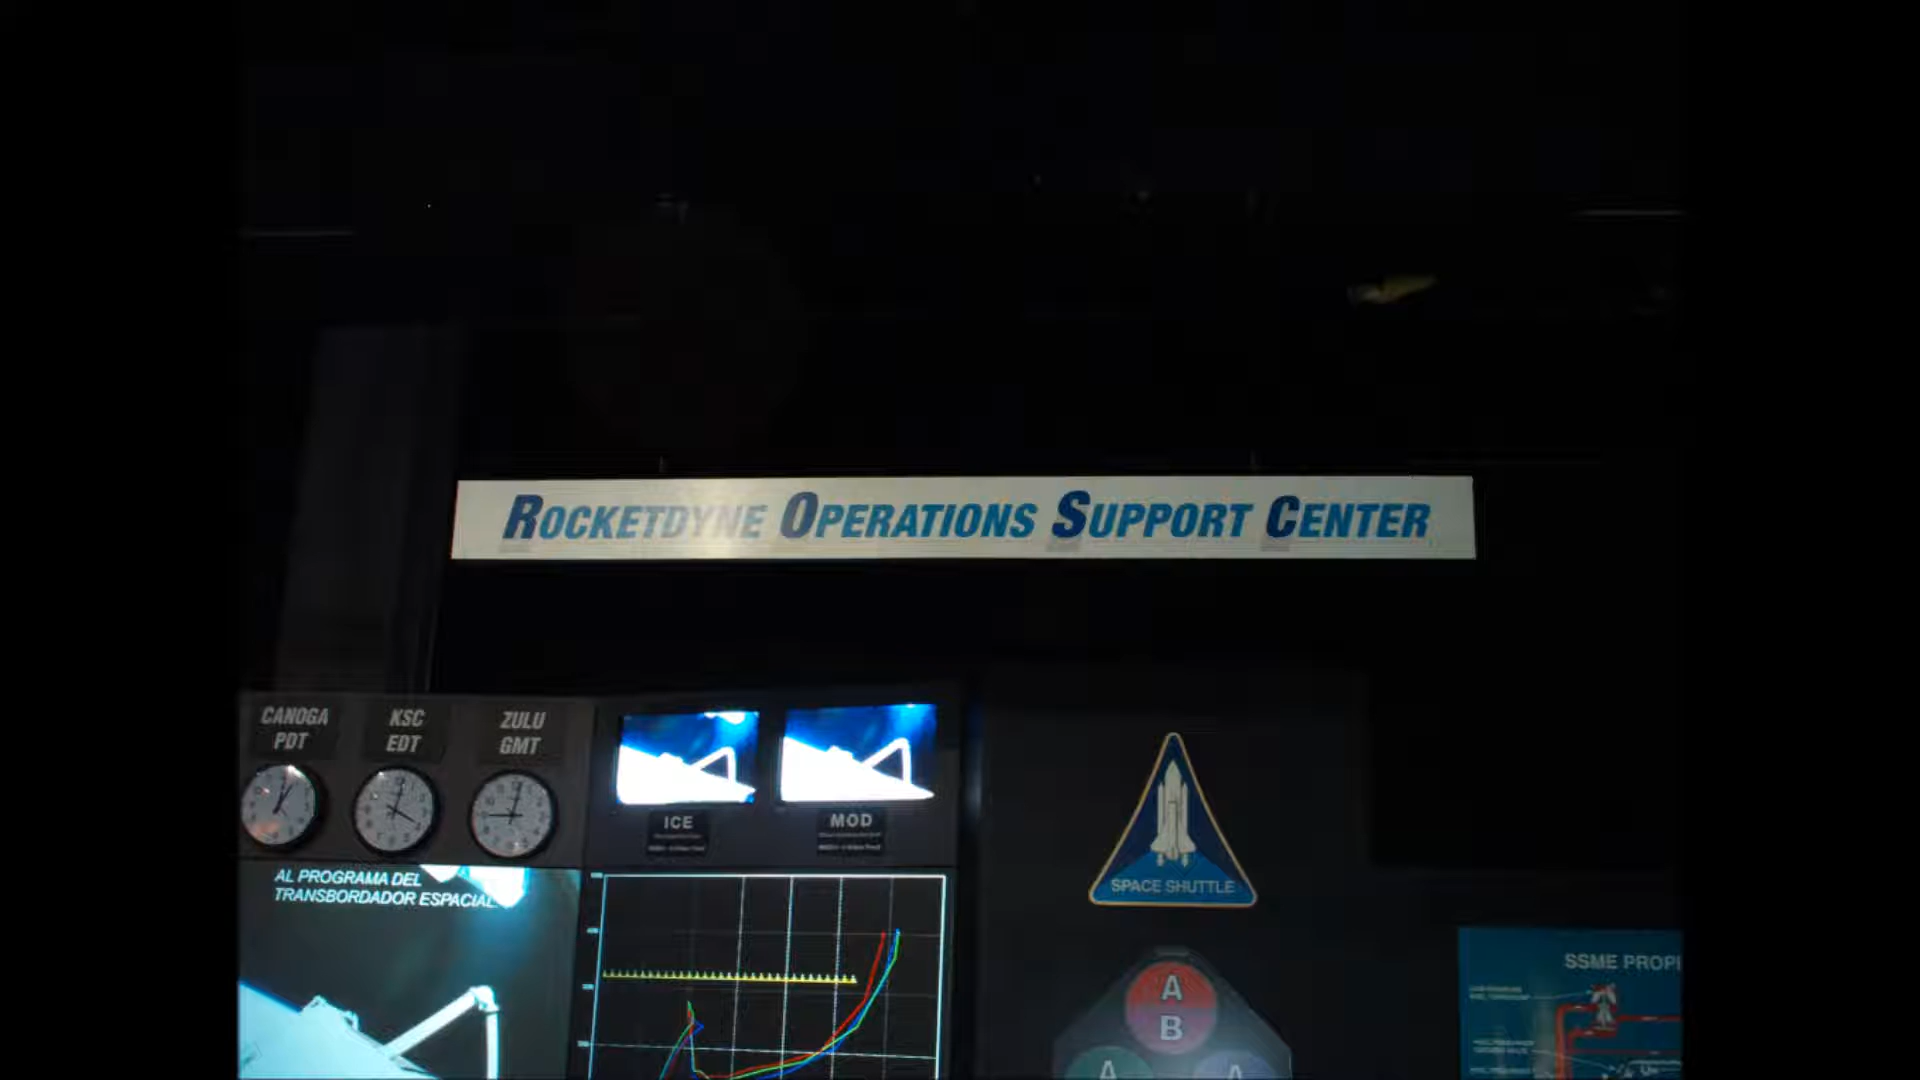 ROCKETDYNE OPERATIONS SUPPORT CENTER
CANOGA
PDT
KSC
EDT
ZULU
GMT
ICE
MOD
AL PROGRAMA DEL
TRANSBORDADOR ESPACIAL
SPACE SHUTTLE
A
B
A
A
SSME PROPE